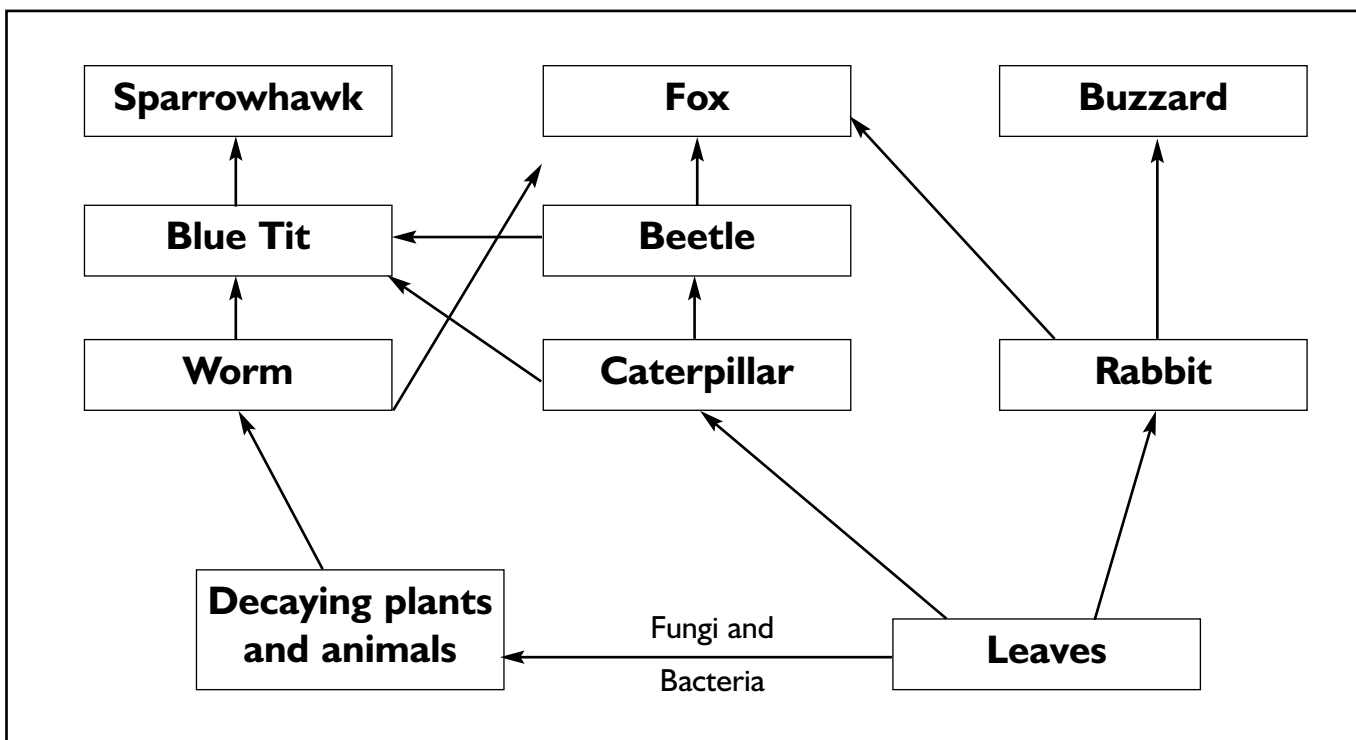 Sparrowhawk
Fox
Buzzard
Blue Tit
Beetle
Worm
Caterpillar
Rabbit
Decaying plants
and animals
Fungi and
Bacteria
Leaves